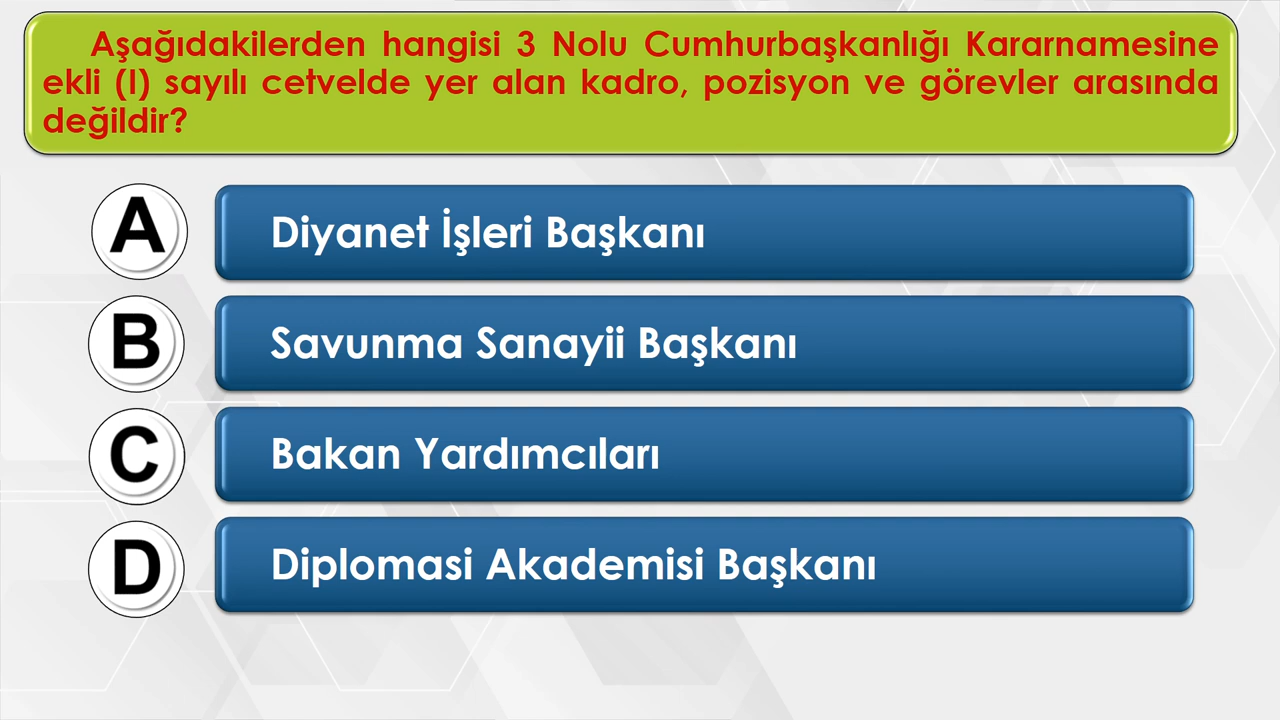 Aşağıdakilerden hangisi 3 Nolu Cumhurbaşkanlığı Kararnamesine
ekli (I) sayılı cetvelde yer alan kadro, pozisyon ve görevler arasında
değildir?
A Diyanet İşleri Başkanı
B Savunma Sanayii Başkanı
C Bakan Yardımcıları
D Diplomasi Akademisi Başkanı